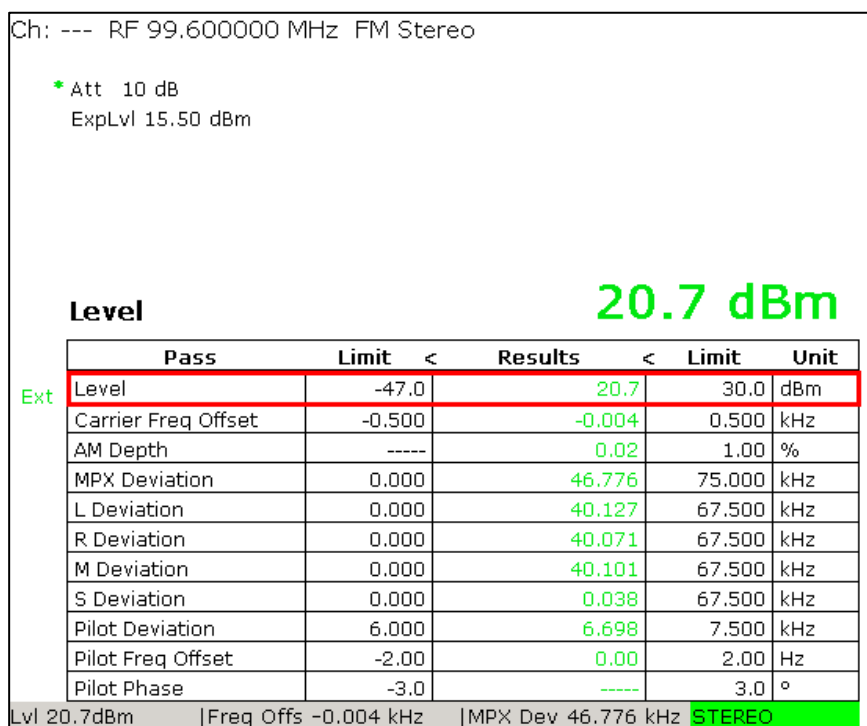 Ch: --- RF 99.600000 MHz FM Stereo
* Att 10 dB
ExpLvl 15.50 dBm
Level 20.7 dBm
Pass Limit < Results < Limit Unit
Ext Level -47.0 20.7 30.0 dBm
Carrier Freq Offset -0.500 -0.004 0.500 kHz
AM Depth ----- 0.02 1.00 %
MPX Deviation 0.000 46.776 75.000 kHz
L Deviation 0.000 40.127 67.500 kHz
R Deviation 0.000 40.071 67.500 kHz
M Deviation 0.000 40.101 67.500 kHz
S Deviation 0.000 0.038 67.500 kHz
Pilot Deviation 6.000 6.698 7.500 kHz
Pilot Freq Offset -2.00 0.00 2.00 Hz
Pilot Phase -3.0 ----- 3.0 °
Lvl 20.7dBm |Freq Offs -0.004 kHz |MPX Dev 46.776 kHz STEREO